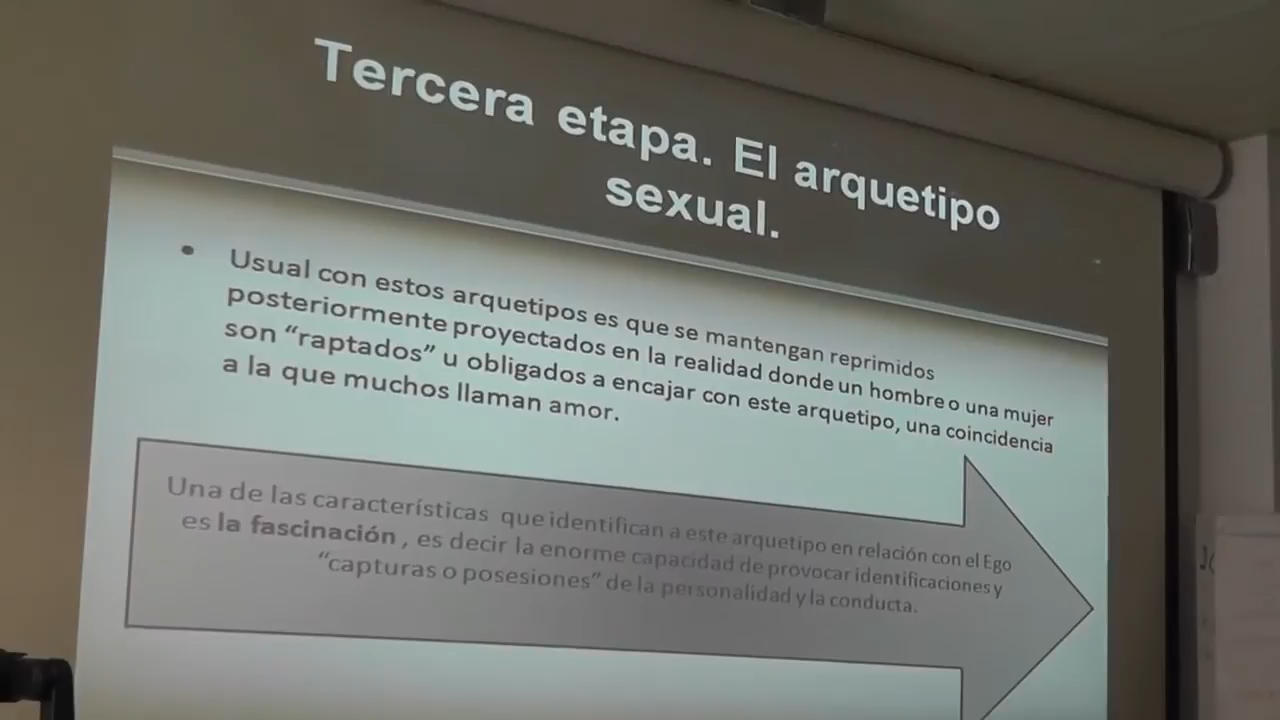 Tercera etapa. El arquetipo
sexual.
• Usual con estos arquetipos es que se mantengan reprimidos
posteriormente proyectados en la realidad donde un hombre o una mujer
son “raptados” u obligados a encajar con este arquetipo, una coincidencia
a la que muchos llaman amor.
Una de las características que identifican a este arquetipo en relación con el Ego
es la fascinación , es decir la enorme capacidad de provocar identificaciones y
“capturas o posesiones” de la personalidad y la conducta.